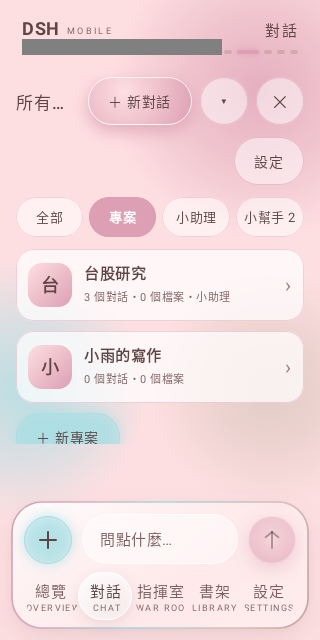 DSH MOBILE 對話
所有... ＋ 新對話 ▾ ×
設定
全部 專案 小助理 小幫手 2
台 台股研究 ›
3 個對話・0 個檔案・小助理
小 小雨的寫作 ›
0 個對話・0 個檔案
＋ 新專案
＋ 問點什麼… ↑
總覽 對話 指揮室 書架 設定
OVERVIEW CHAT WAR ROO LIBRARY SETTINGS